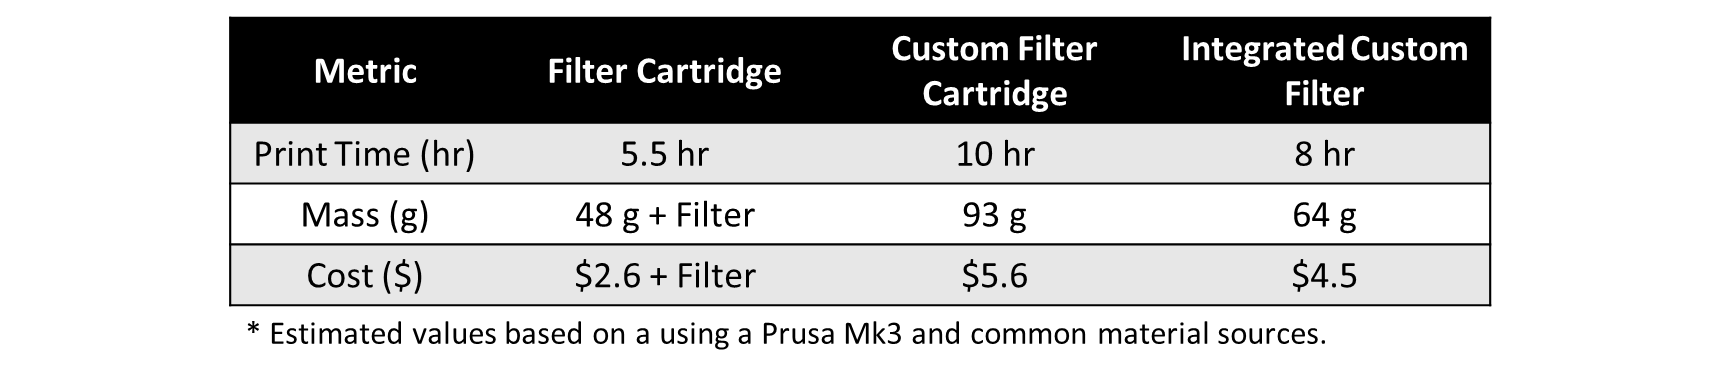 Metric Filter Cartridge Custom Filter Cartridge Integrated Custom Filter
Print Time (hr) 5.5 hr 10 hr 8 hr
Mass (g) 48 g + Filter 93 g 64 g
Cost ($) $2.6 + Filter $5.6 $4.5
* Estimated values based on a using a Prusa Mk3 and common material sources.